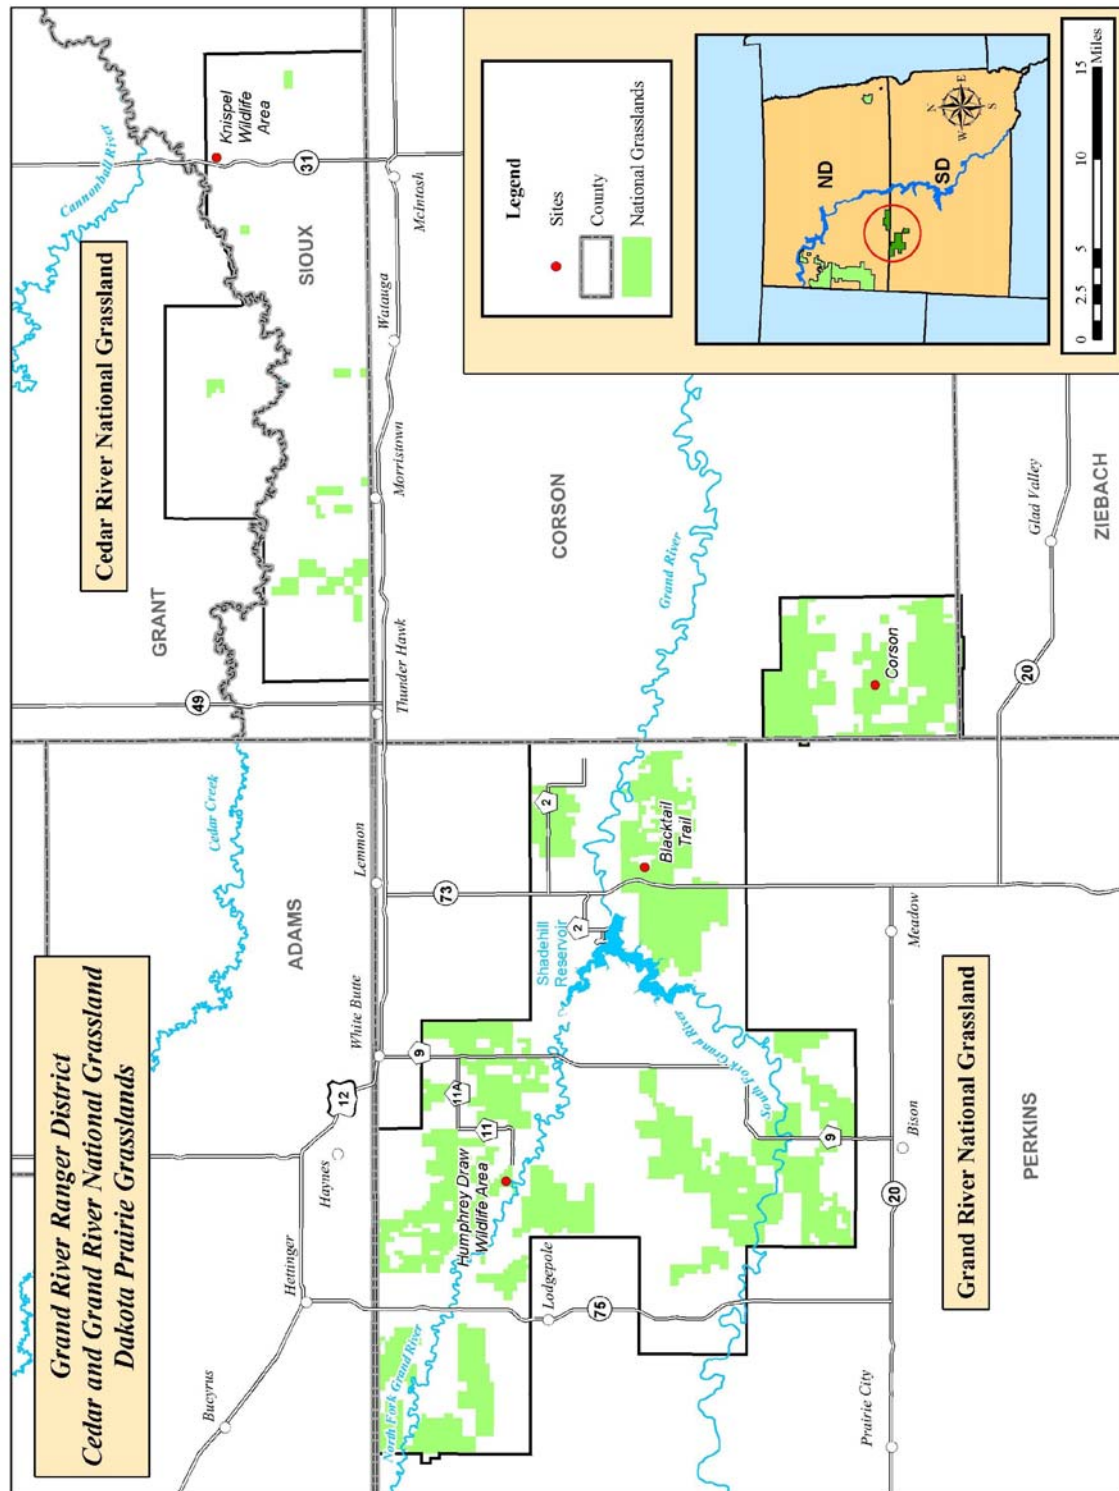 Grand River Ranger District
Cedar and Grand River National Grassland
Dakota Prairie Grasslands
Cedar River National Grassland
Cannonball River
Cedar Creek
GRANT
ADAMS
SIOUX
49
31
12
Knispel
Wildlife
Area
Bucyrus
Hettinger
Haynes
White Butte
Lemmon
Thunder Hawk
Morristown
Watauga
McIntosh
9
11A
11
73
2
2
Humphrey Draw
Wildlife Area
North Fork Grand River
Lodgepole
75
Shadehill
Reservoir
South Fork Grand River
Blacktail
Trail
Grand River
CORSON
Corson
9
20
20
Prairie City
Bison
Meadow
Glad Valley
PERKINS
ZIEBACH
Grand River National Grassland
Legend
Sites
County
National Grasslands
ND
SD
N
W
E
S
0
2.5
5
10
15
Miles